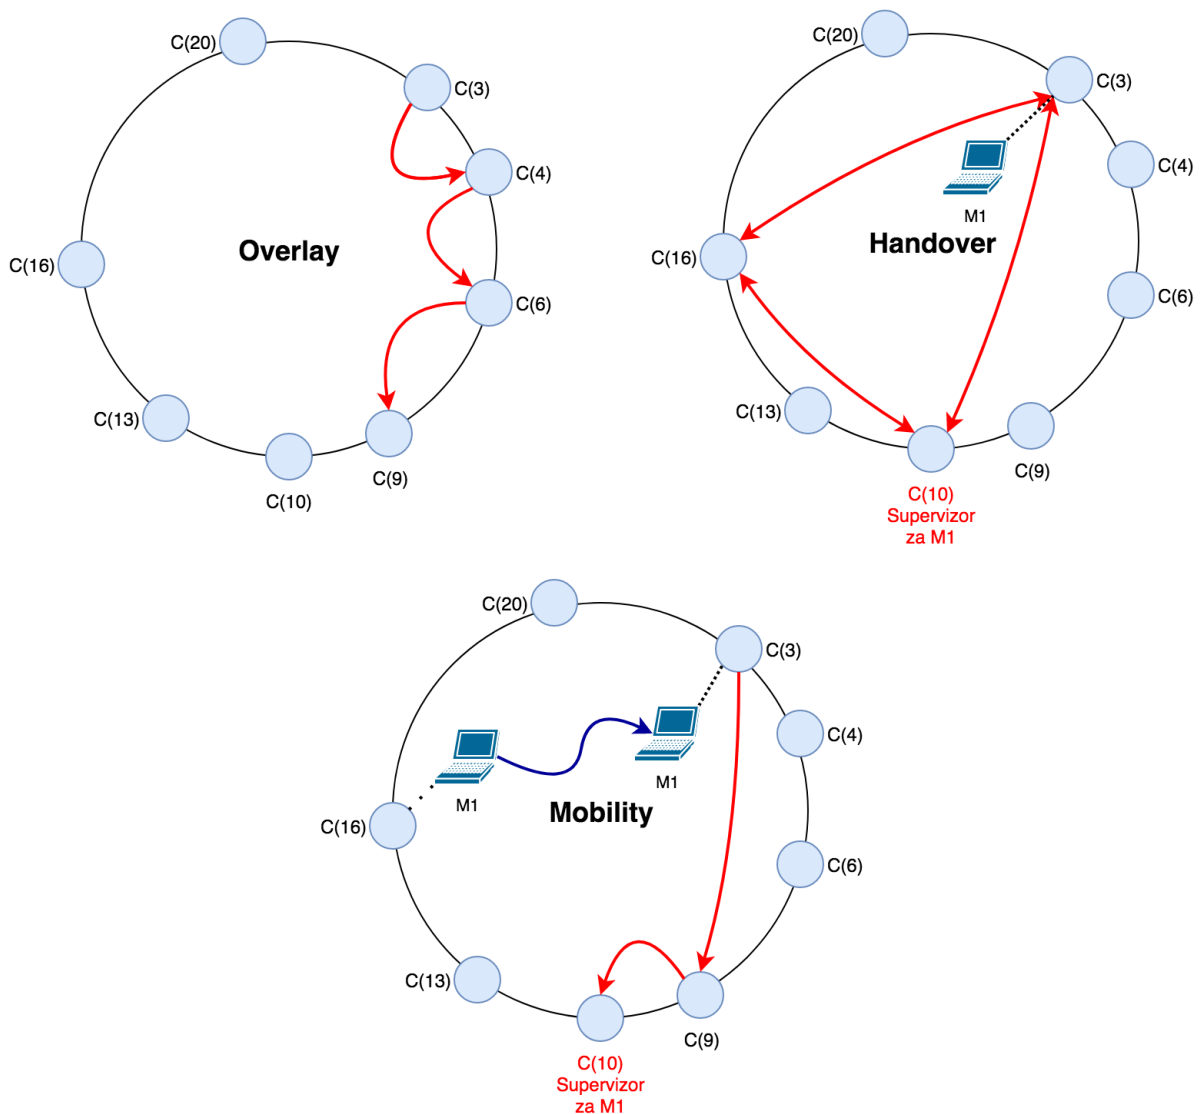 C(20)
C(3)
C(4)
Overlay
C(16)
C(6)
C(13)
C(9)
C(10)
C(20)
C(3)
C(4)
M1
Handover
C(16)
C(6)
C(13)
C(9)
C(10)
Supervizor
za M1
C(20)
C(3)
C(4)
M1
M1
Mobility
C(16)
C(6)
C(13)
C(9)
C(10)
Supervizor
za M1